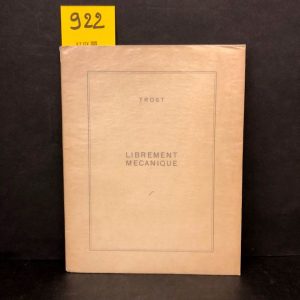 922
TROST
LIBREMENT
MECANIQUE